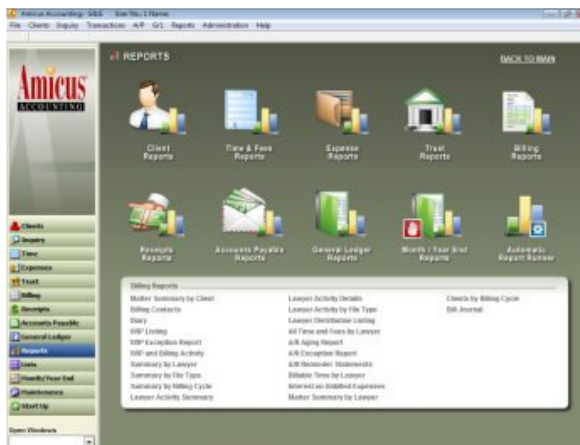 Amicus Accounting - S&S Site No. 1 Name:
File Clients Inquiry Transactions A/P G/L Reports Administration Help
Amicus
ACCOUNTING
REPORTS
BACK TO MAIN
Client Reports
Time & Fees Reports
Expense Reports
Trust Reports
Billing Reports
Receipts Reports
Accounts Payable Reports
General Ledger Reports
Month / Year End Reports
Automatic Report Runner
Clients
Inquiry
Time
Expenses
Trust
Billing
Receipts
Accounts Payable
General Ledger
Reports
Lists
Month/Year End
Maintenance
Start Up
Open Windows
Billing Reports
Matter Summary by Client
Billing Contacts
Diary
WIP Listing
WIP Exception Report
WIP and Billing Activity
Summary by Lawyer
Summary by File Type
Summary by Billing Cycle
Lawyer Activity Summary
Lawyer Activity Details
Lawyer Activity by File Type
Lawyer Distribution Listing
All Time and Fees by Lawyer
A/R Aging Report
A/R Exception Report
A/R Reminder Statements
Billable Time by Lawyer
Interest on Unbilled Expenses
Matter Summary by Lawyer
Clients by Billing Cycle
Bill Journal